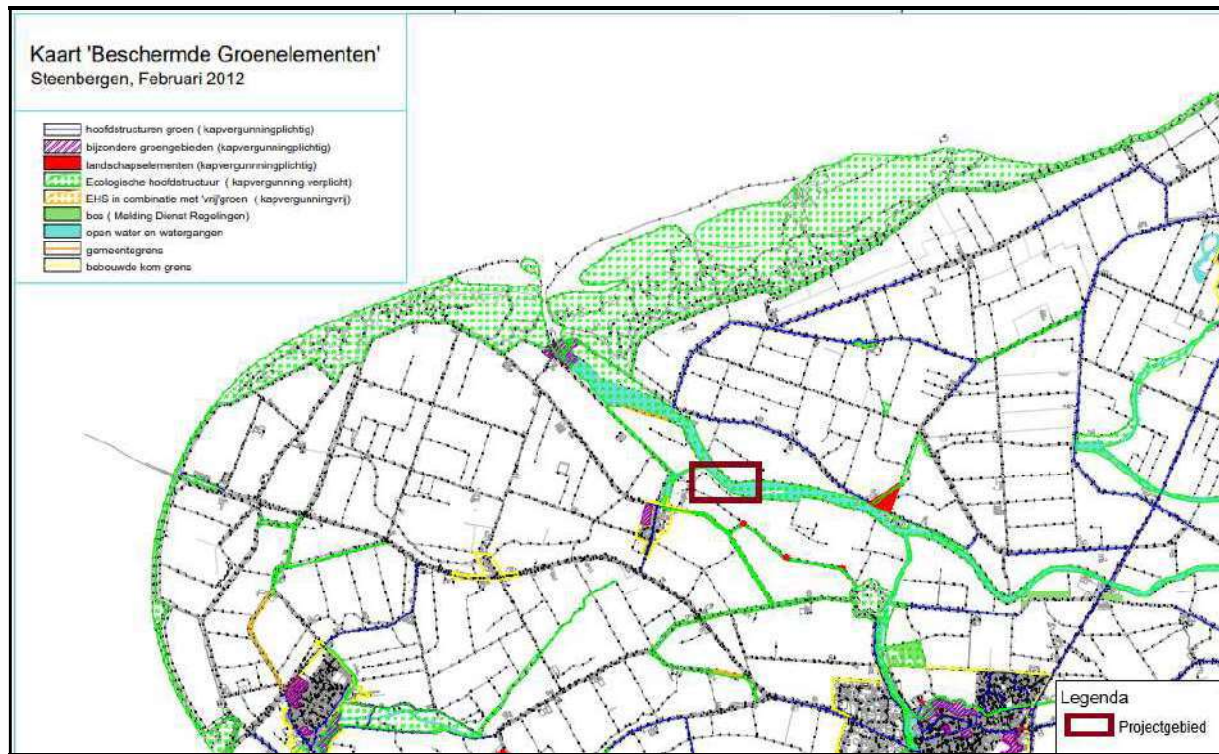 Kaart 'Beschermde Groenelementen'
Steenbergen, Februari 2012
hoofdstructuren groen ( kapvergunningplichtig)
bijzondere groengebieden (kapvergunningplichtig)
landschapselementen (kapvergunnningplichtig)
Ecologische hoofdstructuur ( kapvergunning verplicht)
EHS in combinatie met 'vrij'groen ( kapvergunningvrij)
bos ( Melding Dienst Regelingen)
open water en watergangen
gemeentegrens
bebouwde kom grens
Legenda
Projectgebied